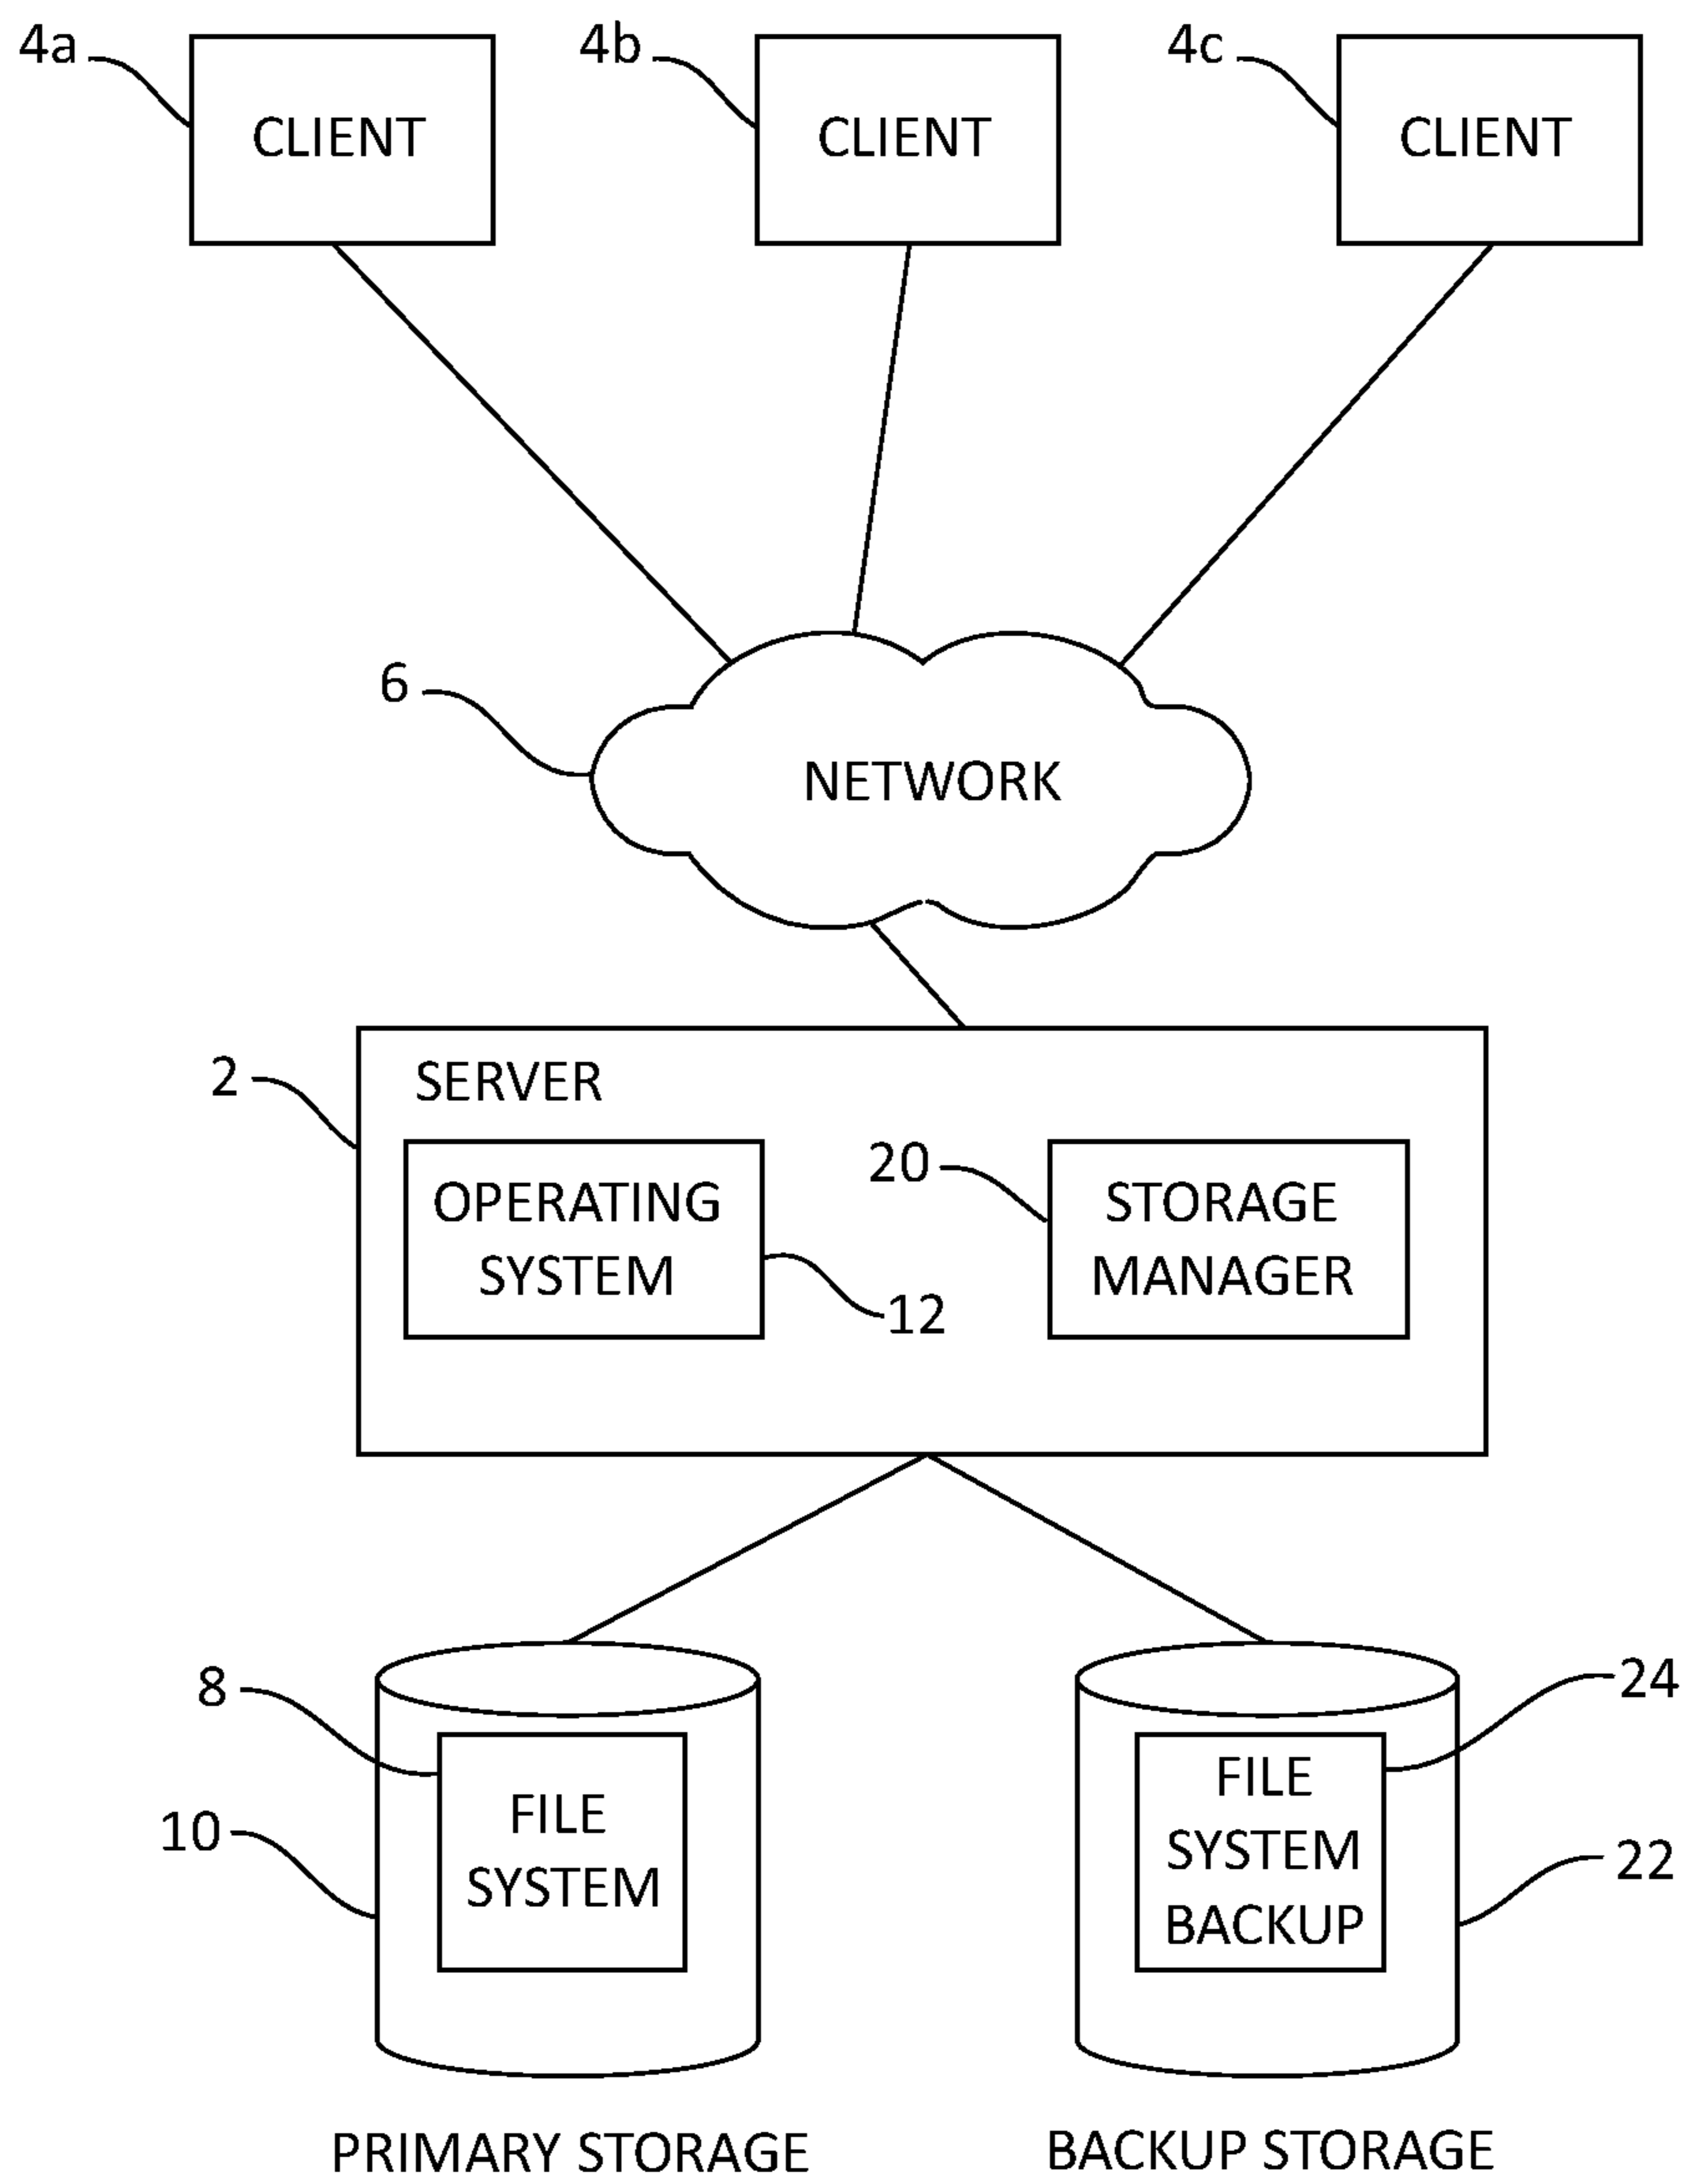 4a
CLIENT
4b
CLIENT
4c
CLIENT
6
NETWORK
2
SERVER
OPERATING
SYSTEM
12
20
STORAGE
MANAGER
8
10
FILE
SYSTEM
24
22
FILE
SYSTEM
BACKUP
PRIMARY STORAGE
BACKUP STORAGE